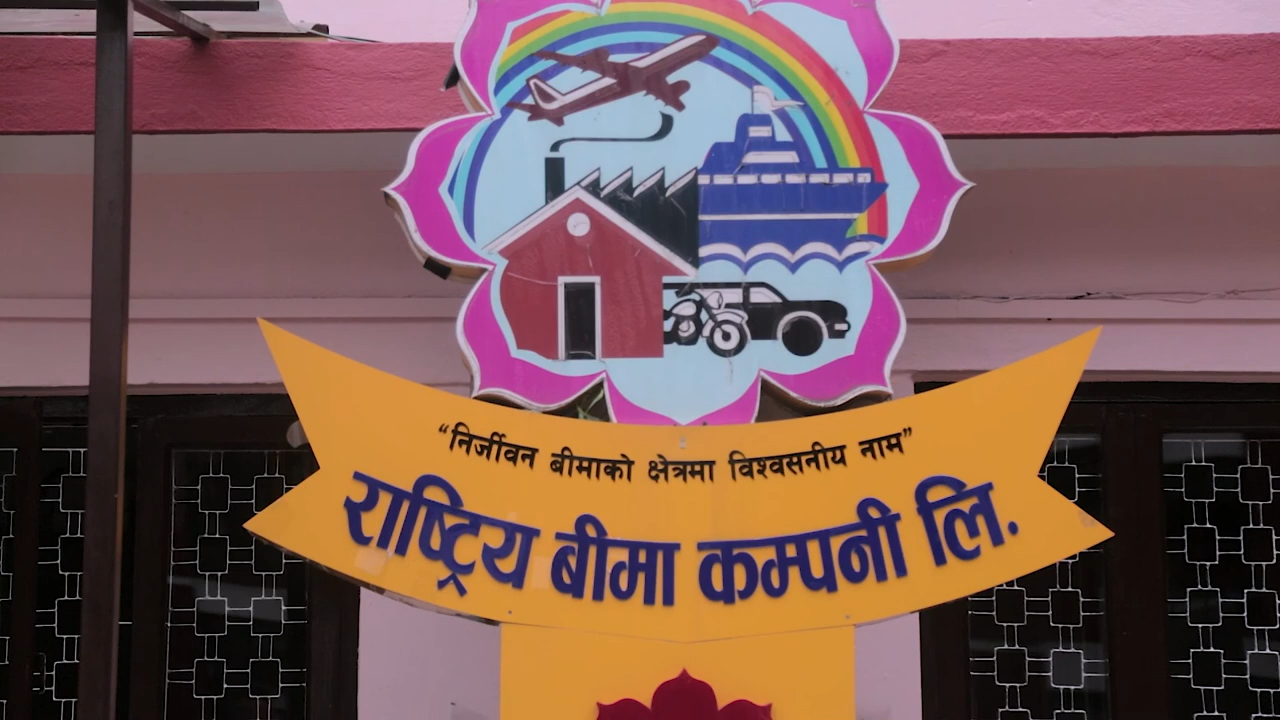 “निर्जीवन बीमाको क्षेत्रमा विश्वसनीय नाम”
राष्ट्रिय बीमा कम्पनी लि.